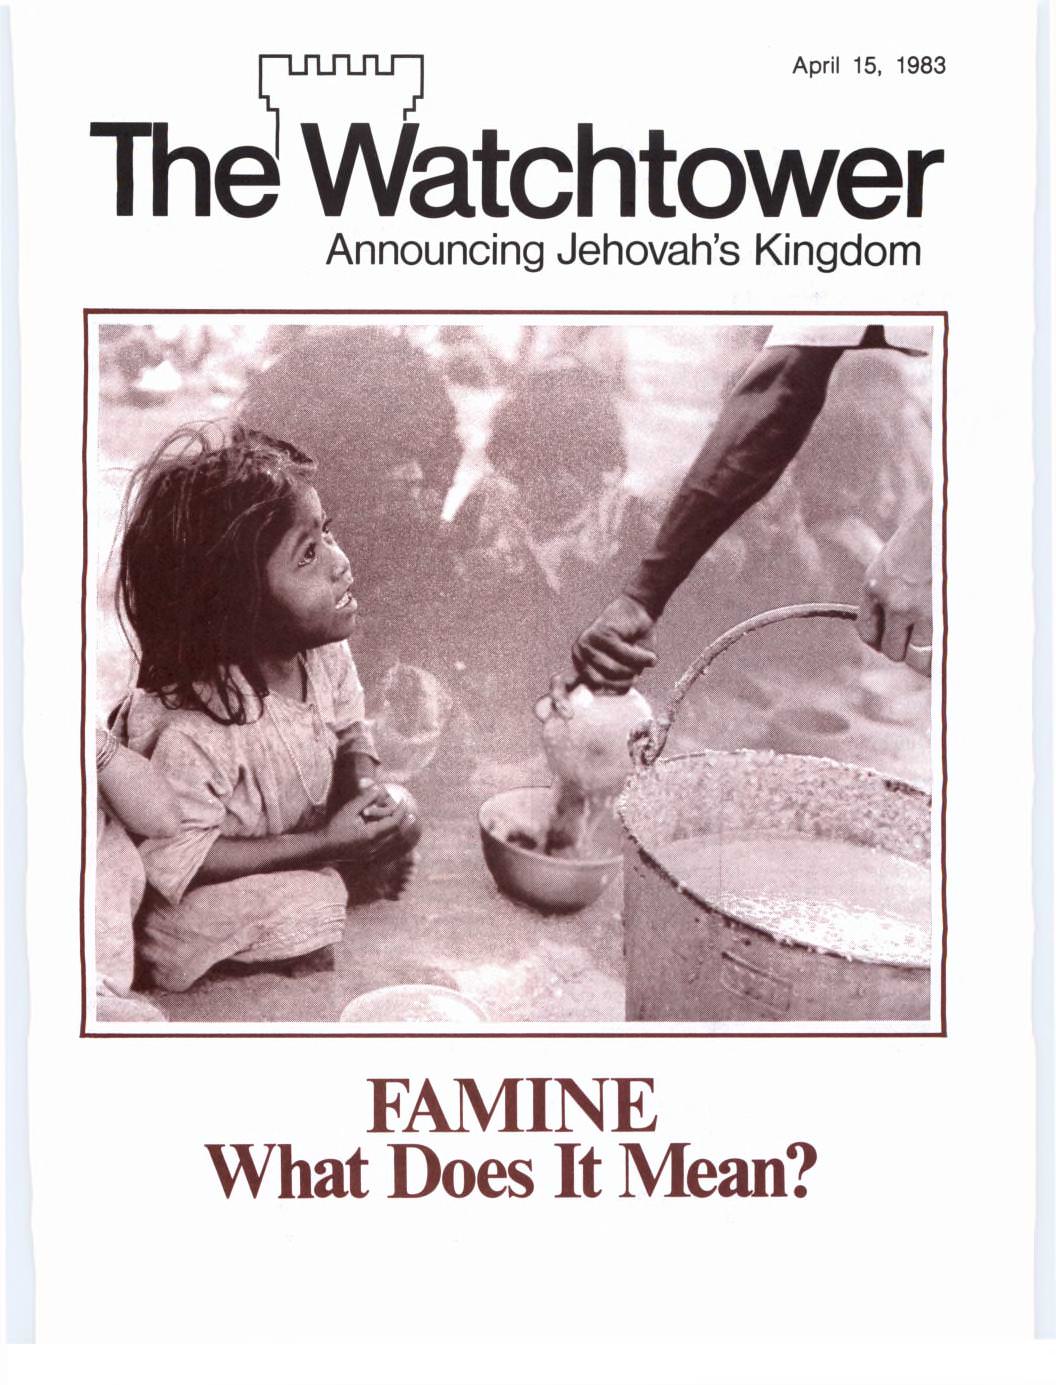 April 15, 1983
The Watchtower
Announcing Jehovah's Kingdom
FAMINE
What Does It Mean?